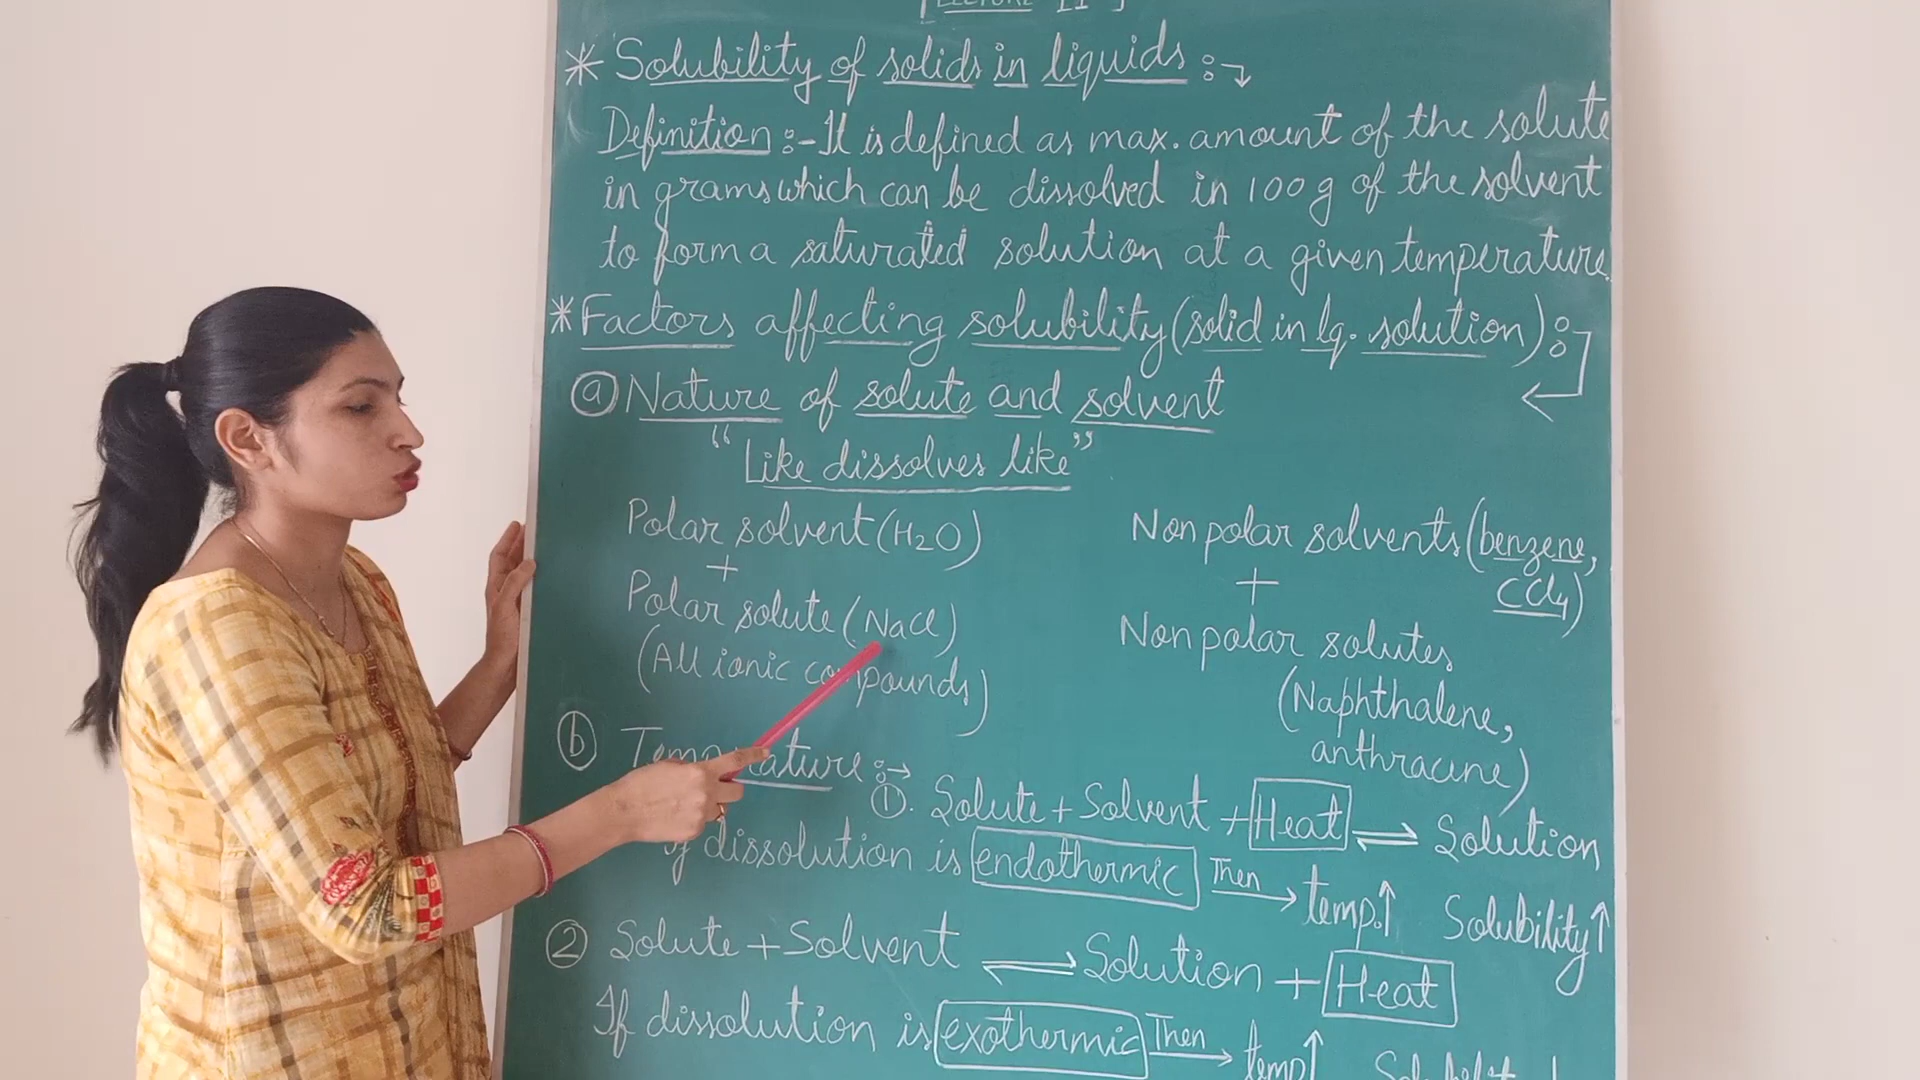 [LECTURE II]
* Solubility of solids in liquids :→
Definition :- It is defined as max. amount of the solute
in grams which can be dissolved in 100 g of the solvent
to form a saturated solution at a given temperature.
* Factors affecting solubility (solid in lq. solution) :
(a) Nature of solute and solvent
"Like dissolves like"
Polar solvent (H2O)
+
Polar solute (NaCl)
(All ionic compounds)
Non polar solvents (benzene,
CCl4)
+
Non polar solutes
(Naphthalene,
anthracine)
(b) Temperature :→
① . Solute + Solvent + Heat ⇌ Solution
If dissolution is endothermic Then → temp.↑ Solubility↑
② Solute + Solvent ⇌ Solution + Heat
If dissolution is exothermic Then → temp↑